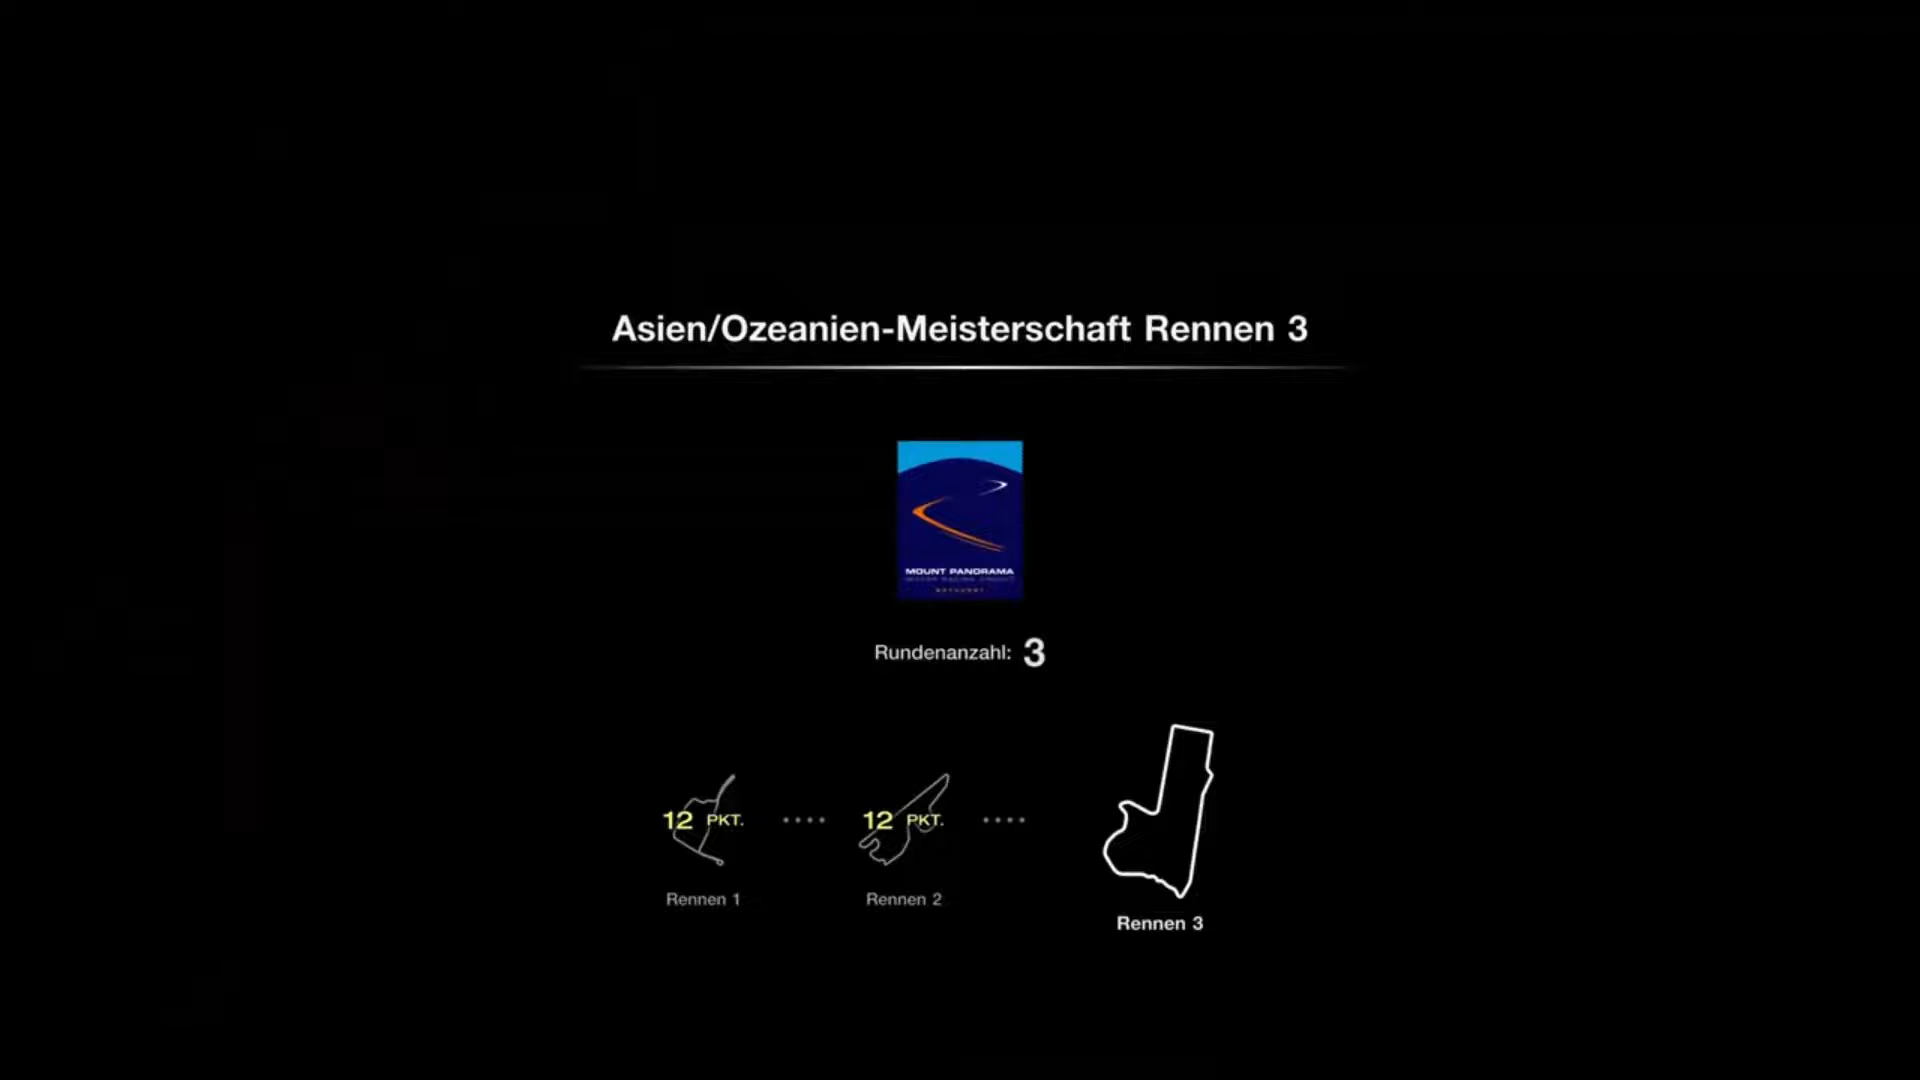 Asien/Ozeanien-Meisterschaft Rennen 3
MOUNT PANORAMA
Rundenanzahl: 3
12 PKT.
12 PKT.
Rennen 1
Rennen 2
Rennen 3